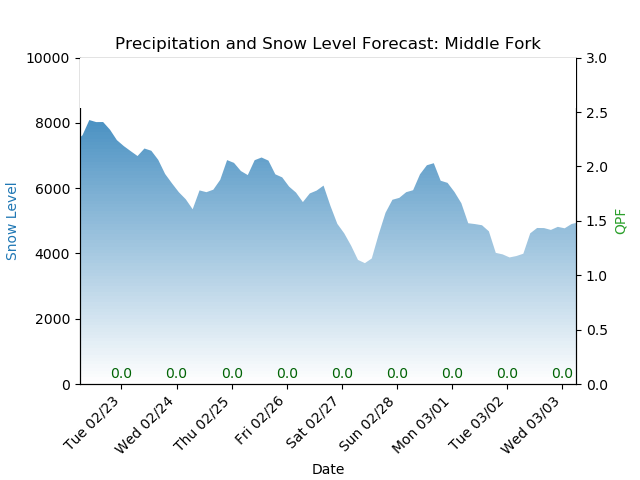 Precipitation and Snow Level Forecast: Middle Fork
10000
8000
6000
4000
2000
0
Snow Level
3.0
2.5
2.0
1.5
1.0
0.5
0.0
QPF
0.0 0.0 0.0 0.0 0.0 0.0 0.0 0.0 0.0
Tue 02/23
Wed 02/24
Thu 02/25
Fri 02/26
Sat 02/27
Sun 02/28
Mon 03/01
Tue 03/02
Wed 03/03
Date